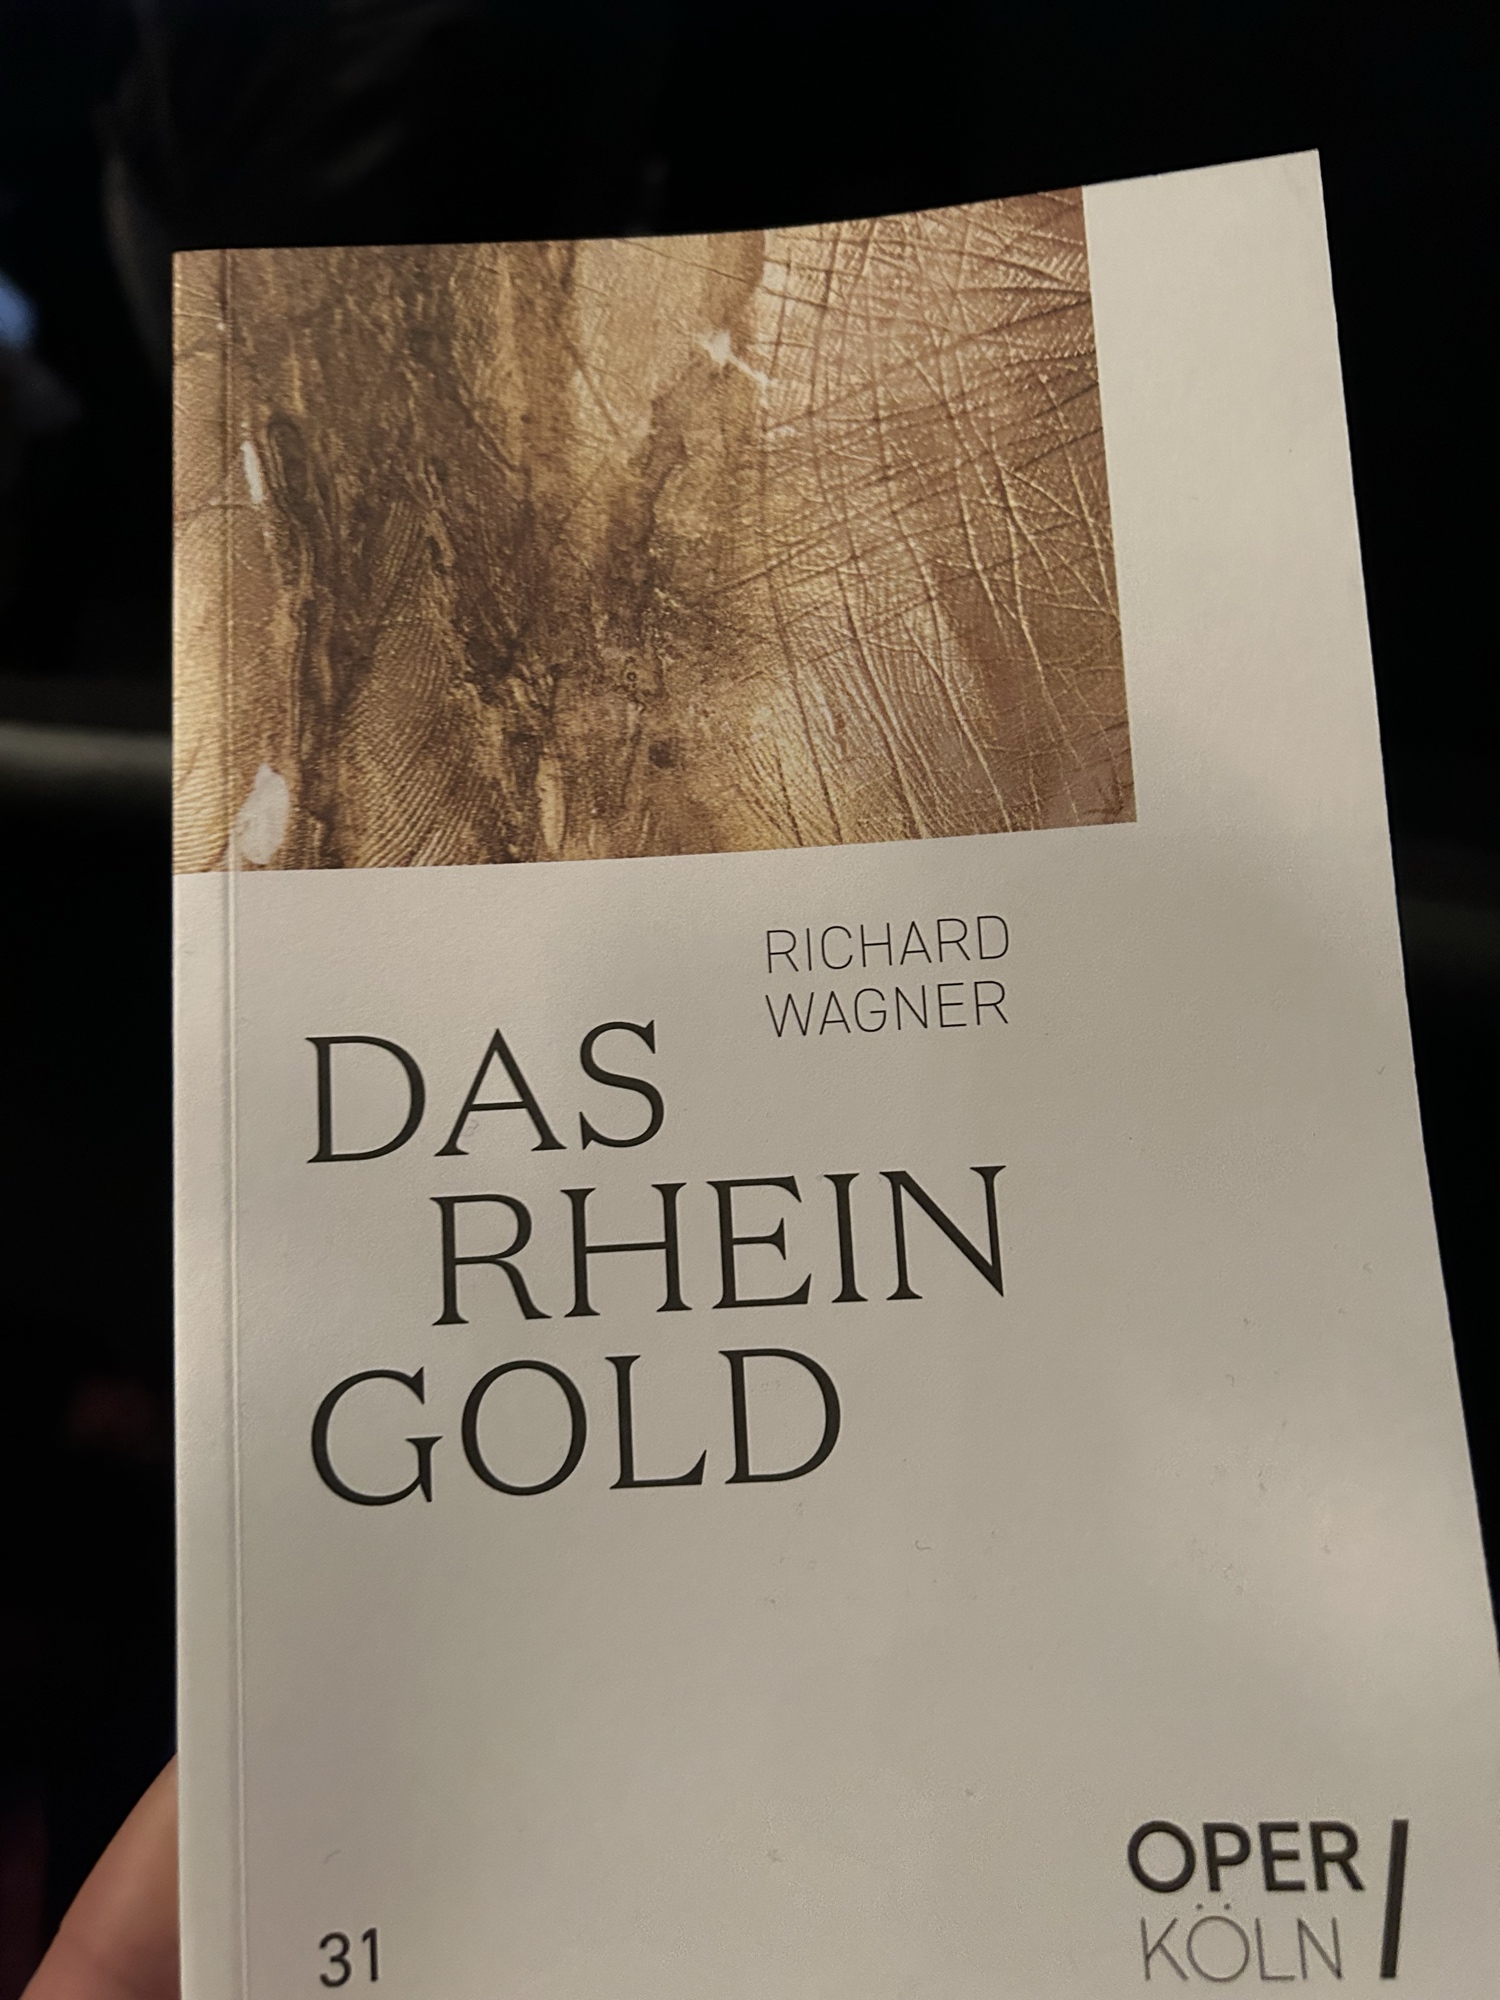 RICHARD
WAGNER
DAS
RHEIN
GOLD
OPER
KÖLN
31